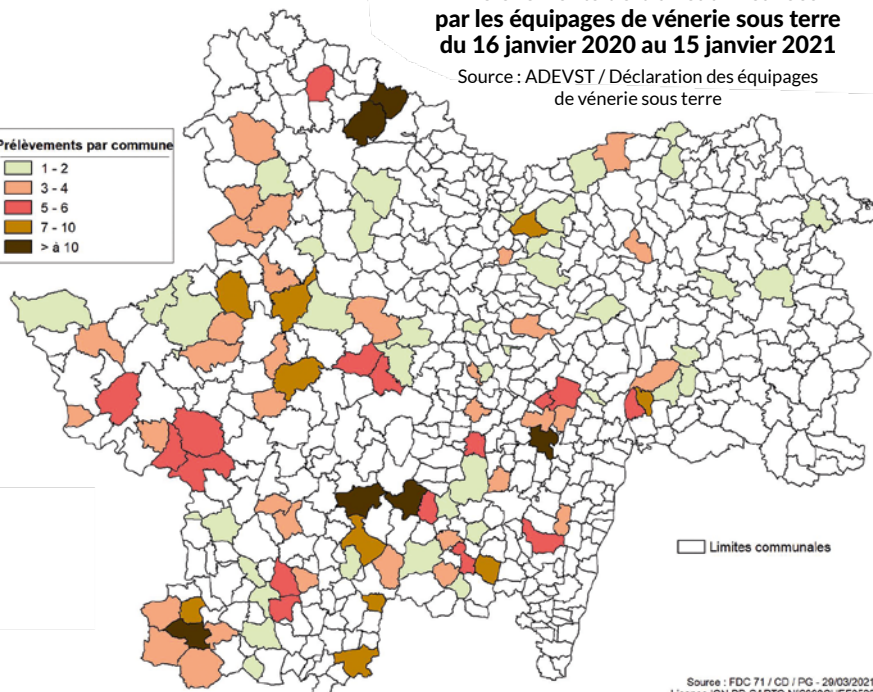 par les équipages de vénerie sous terre
du 16 janvier 2020 au 15 janvier 2021
Source : ADEVST / Déclaration des équipages
de vénerie sous terre
Prélèvements par commune
1 - 2
3 - 4
5 - 6
7 - 10
> à 10
Limites communales
Source : FDC 71 / CD / PG - 29/03/2021